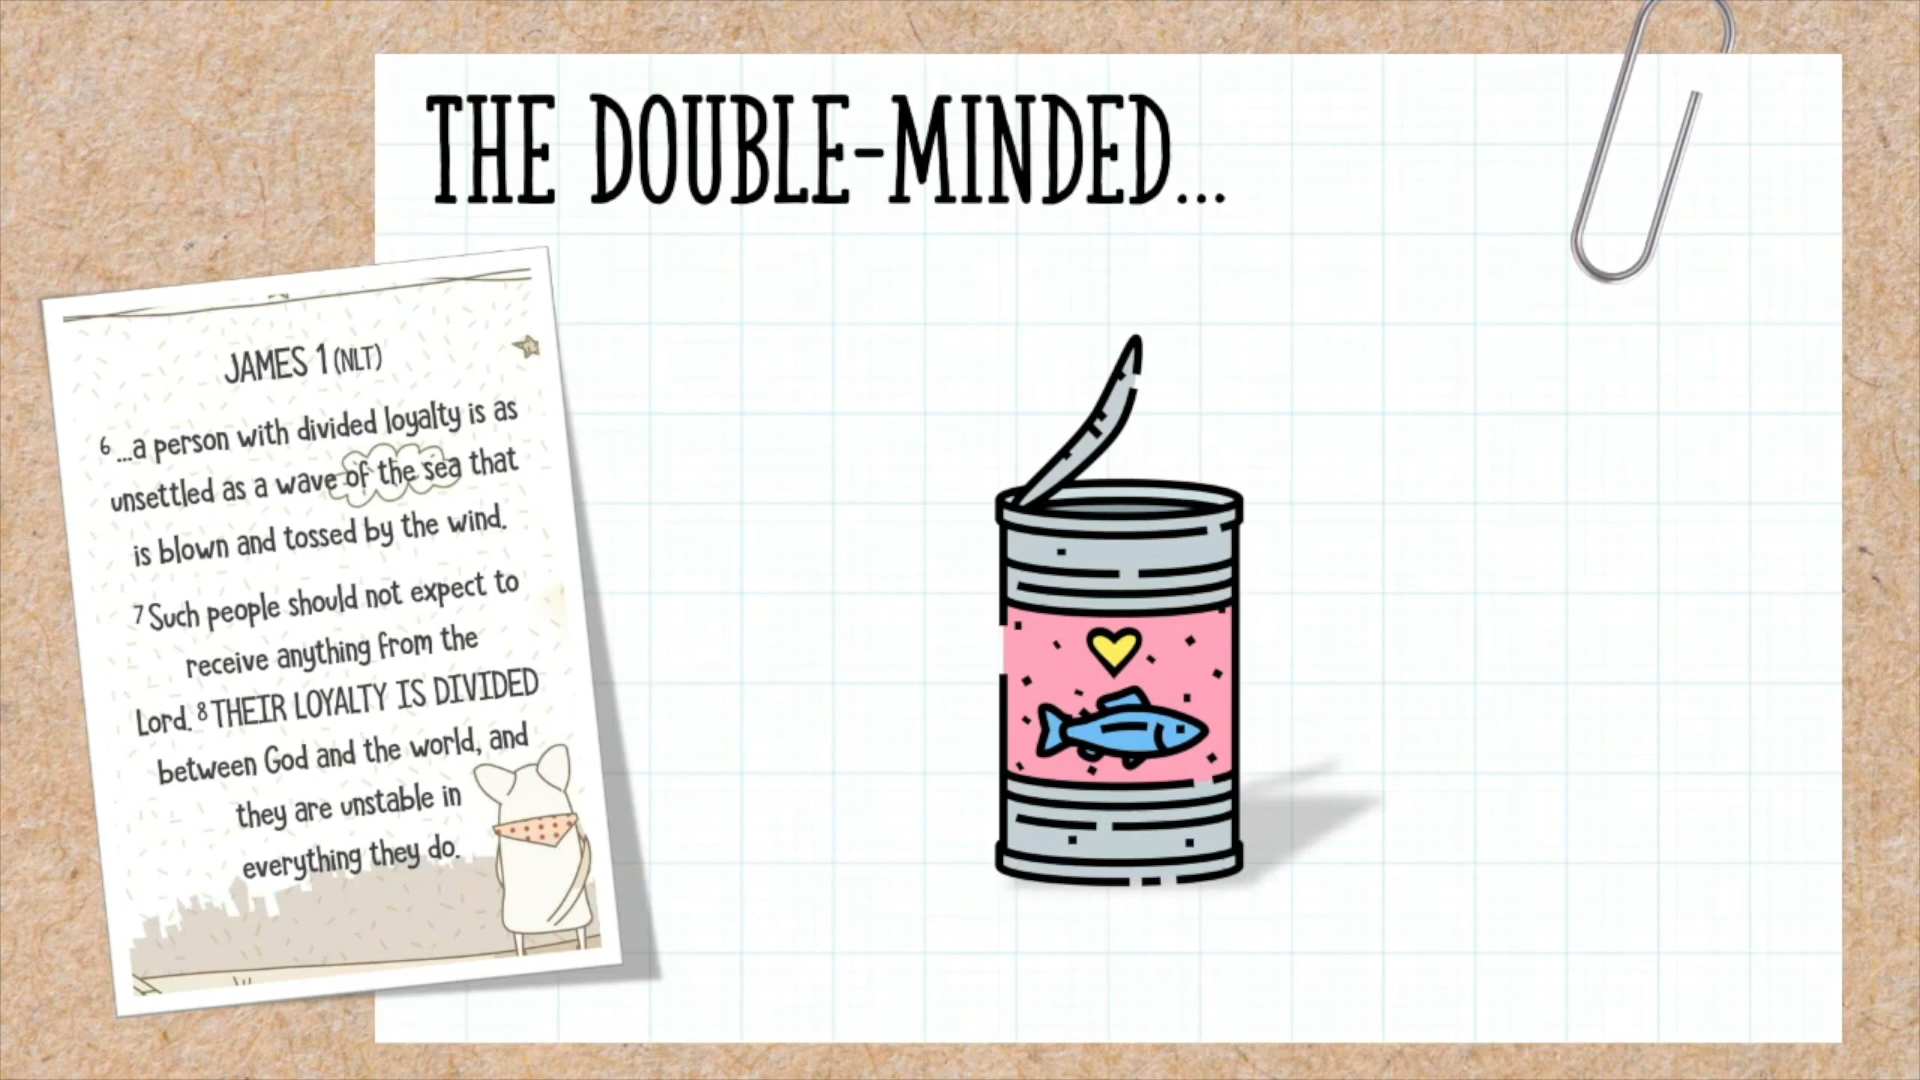 THE DOUBLE-MINDED...
JAMES 1 (NLT)
6 ...a person with divided loyalty is as
unsettled as a wave of the sea that
is blown and tossed by the wind.
7 Such people should not expect to
receive anything from the
Lord. 8 THEIR LOYALTY IS DIVIDED
between God and the world, and
they are unstable in
everything they do.